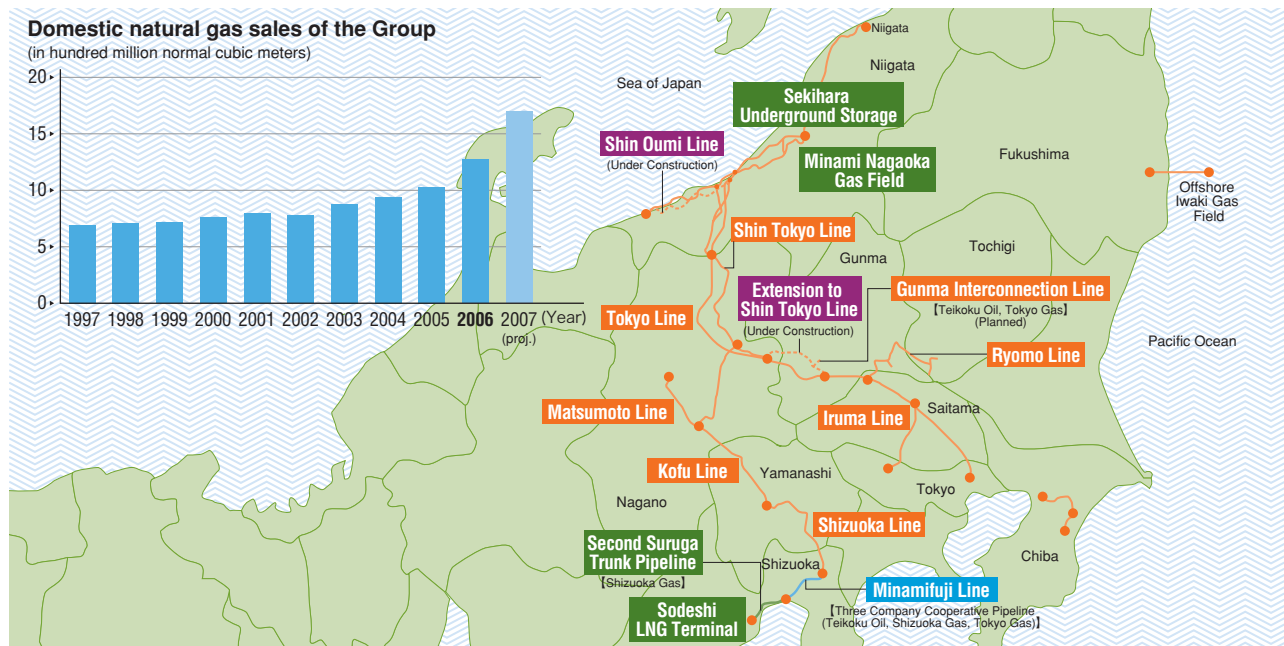 Domestic natural gas sales of the Group
(in hundred million normal cubic meters)
20
15
10
5
0
1997 1998 1999 2000 2001 2002 2003 2004 2005 2006 2007 (Year)
(proj.)
Niigata
Niigata
Sea of Japan
Sekihara
Underground Storage
Shin Oumi Line
(Under Construction)
Minami Nagaoka
Gas Field
Fukushima
Offshore
Iwaki Gas
Field
Shin Tokyo Line
Tochigi
Gunma
Extension to
Shin Tokyo Line
(Under Construction)
Gunma Interconnection Line
【Teikoku Oil, Tokyo Gas】
(Planned)
Tokyo Line
Pacific Ocean
Ryomo Line
Matsumoto Line
Saitama
Iruma Line
Kofu Line
Yamanashi
Tokyo
Nagano
Shizuoka Line
Chiba
Second Suruga
Trunk Pipeline
【Shizuoka Gas】
Shizuoka
Minamifuji Line
【Three Company Cooperative Pipeline
(Teikoku Oil, Shizuoka Gas, Tokyo Gas)】
Sodeshi
LNG Terminal